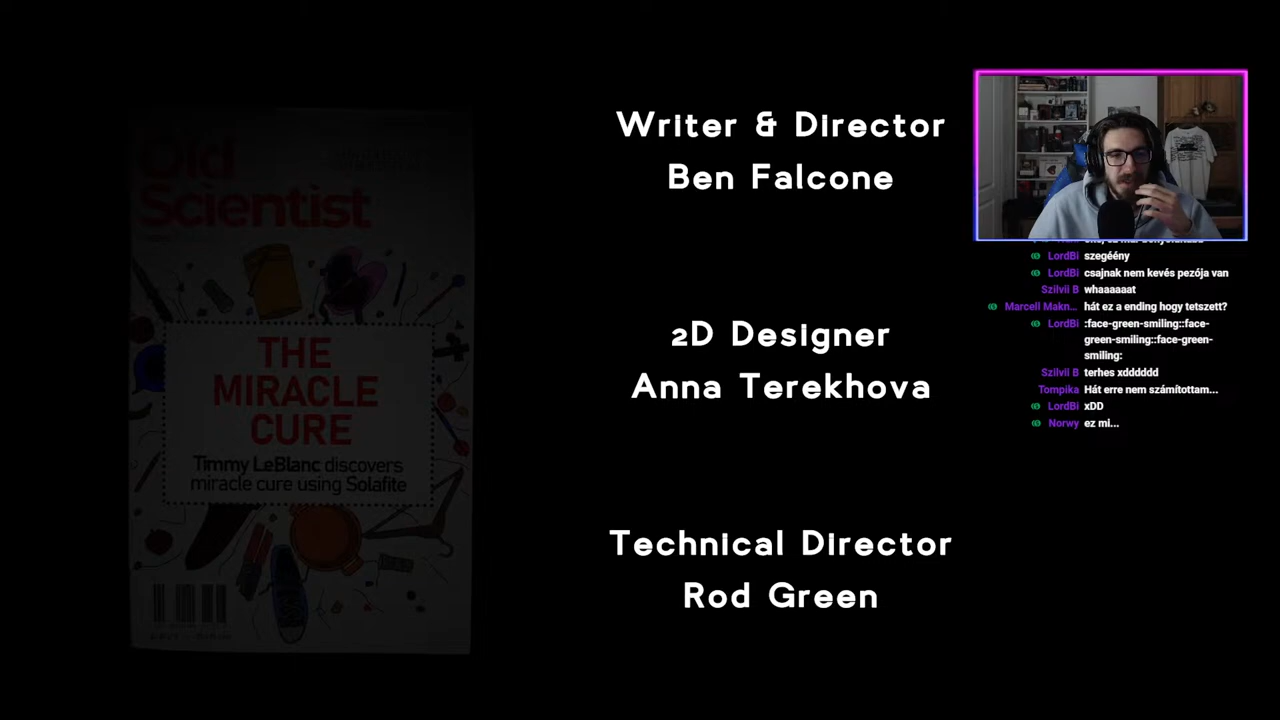 Old
Scientist
THE
MIRACLE
CURE
Timmy LeBlanc discovers
miracle cure using Solafite
Writer & Director
Ben Falcone
2D Designer
Anna Terekhova
Technical Director
Rod Green
LordBi szegéény
LordBi csajnak nem kevés pezója van
Szilvii B whaaaaaat
Marcell Makn... hát ez a ending hogy tetszett?
LordBi :face-green-smiling::face-
green-smiling::face-green-
smiling:
Szilvii B terhes xdddddd
Tompika Hát erre nem számítottam...
LordBi xDD
Norwy ez mi...